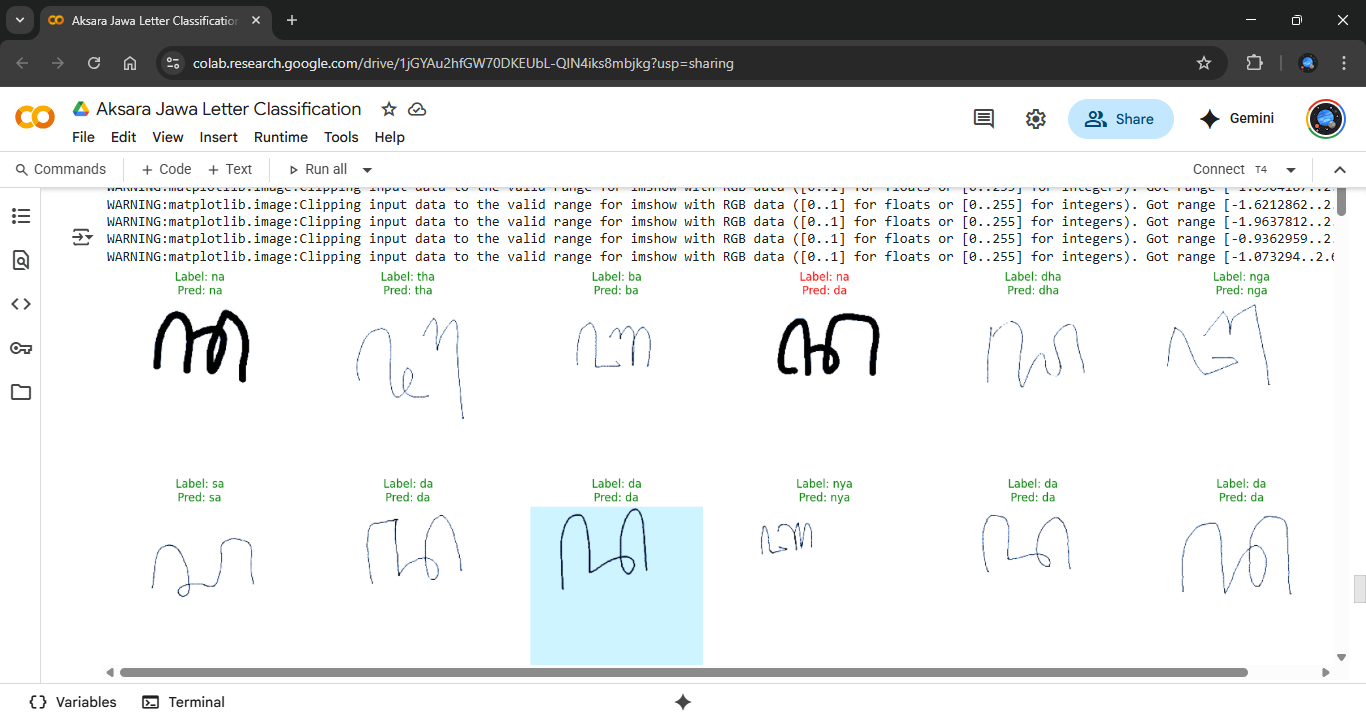 Aksara Jawa Letter Classification
colab.research.google.com/drive/1jGYAu2hfGW70DKEUbL-QIN4iks8mbjkg?usp=sharing
Aksara Jawa Letter Classification
Share
Gemini
File Edit View Insert Runtime Tools Help
Commands + Code + Text Run all
Connect T4
WARNING:matplotlib.image:Clipping input data to the valid range for imshow with RGB data ([0..1] for floats or [0..255] for integers). Got range
WARNING:matplotlib.image:Clipping input data to the valid range for imshow with RGB data ([0..1] for floats or [0..255] for integers). Got range [-1.6212862..2.
WARNING:matplotlib.image:Clipping input data to the valid range for imshow with RGB data ([0..1] for floats or [0..255] for integers). Got range [-1.9637812..2.
WARNING:matplotlib.image:Clipping input data to the valid range for imshow with RGB data ([0..1] for floats or [0..255] for integers). Got range [-0.9362959..2.
WARNING:matplotlib.image:Clipping input data to the valid range for imshow with RGB data ([0..1] for floats or [0..255] for integers). Got range [-1.073294..2.6
Label: na Label: tha Label: ba Label: na Label: dha Label: nga
Pred: na Pred: tha Pred: ba Pred: da Pred: dha Pred: nga
Label: sa Label: da Label: da Label: nya Label: da Label: da
Pred: sa Pred: da Pred: da Pred: nya Pred: da Pred: da
Variables Terminal